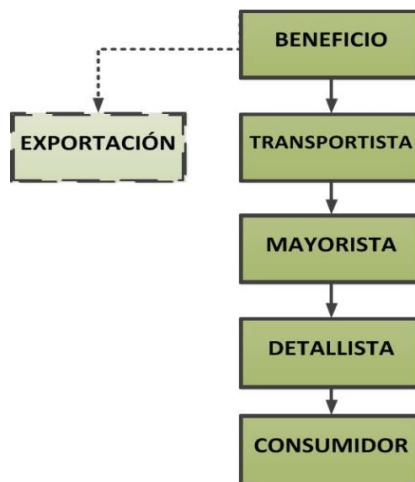 BENEFICIO
EXPORTACIÓN
TRANSPORTISTA
MAYORISTA
DETALLISTA
CONSUMIDOR